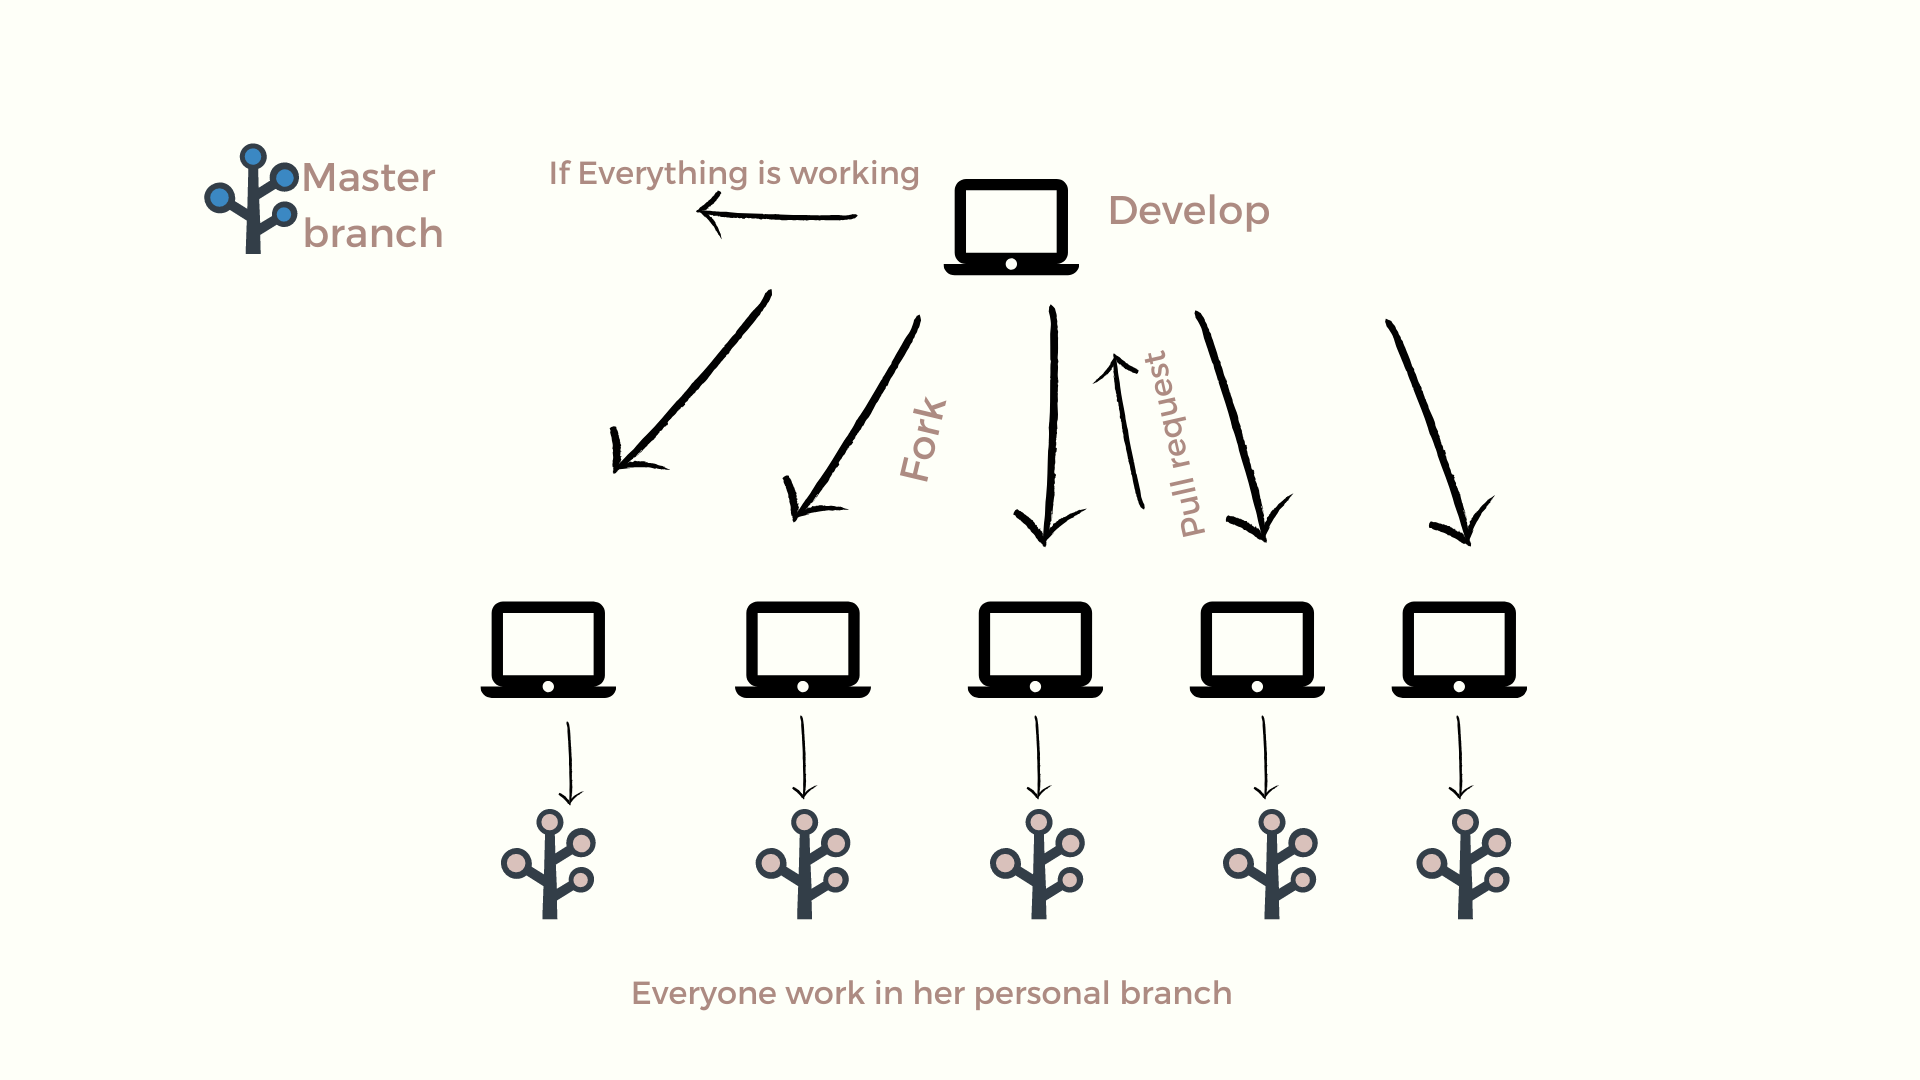 Master
branch
If Everything is working
Develop
Fork
Pull request
Everyone work in her personal branch